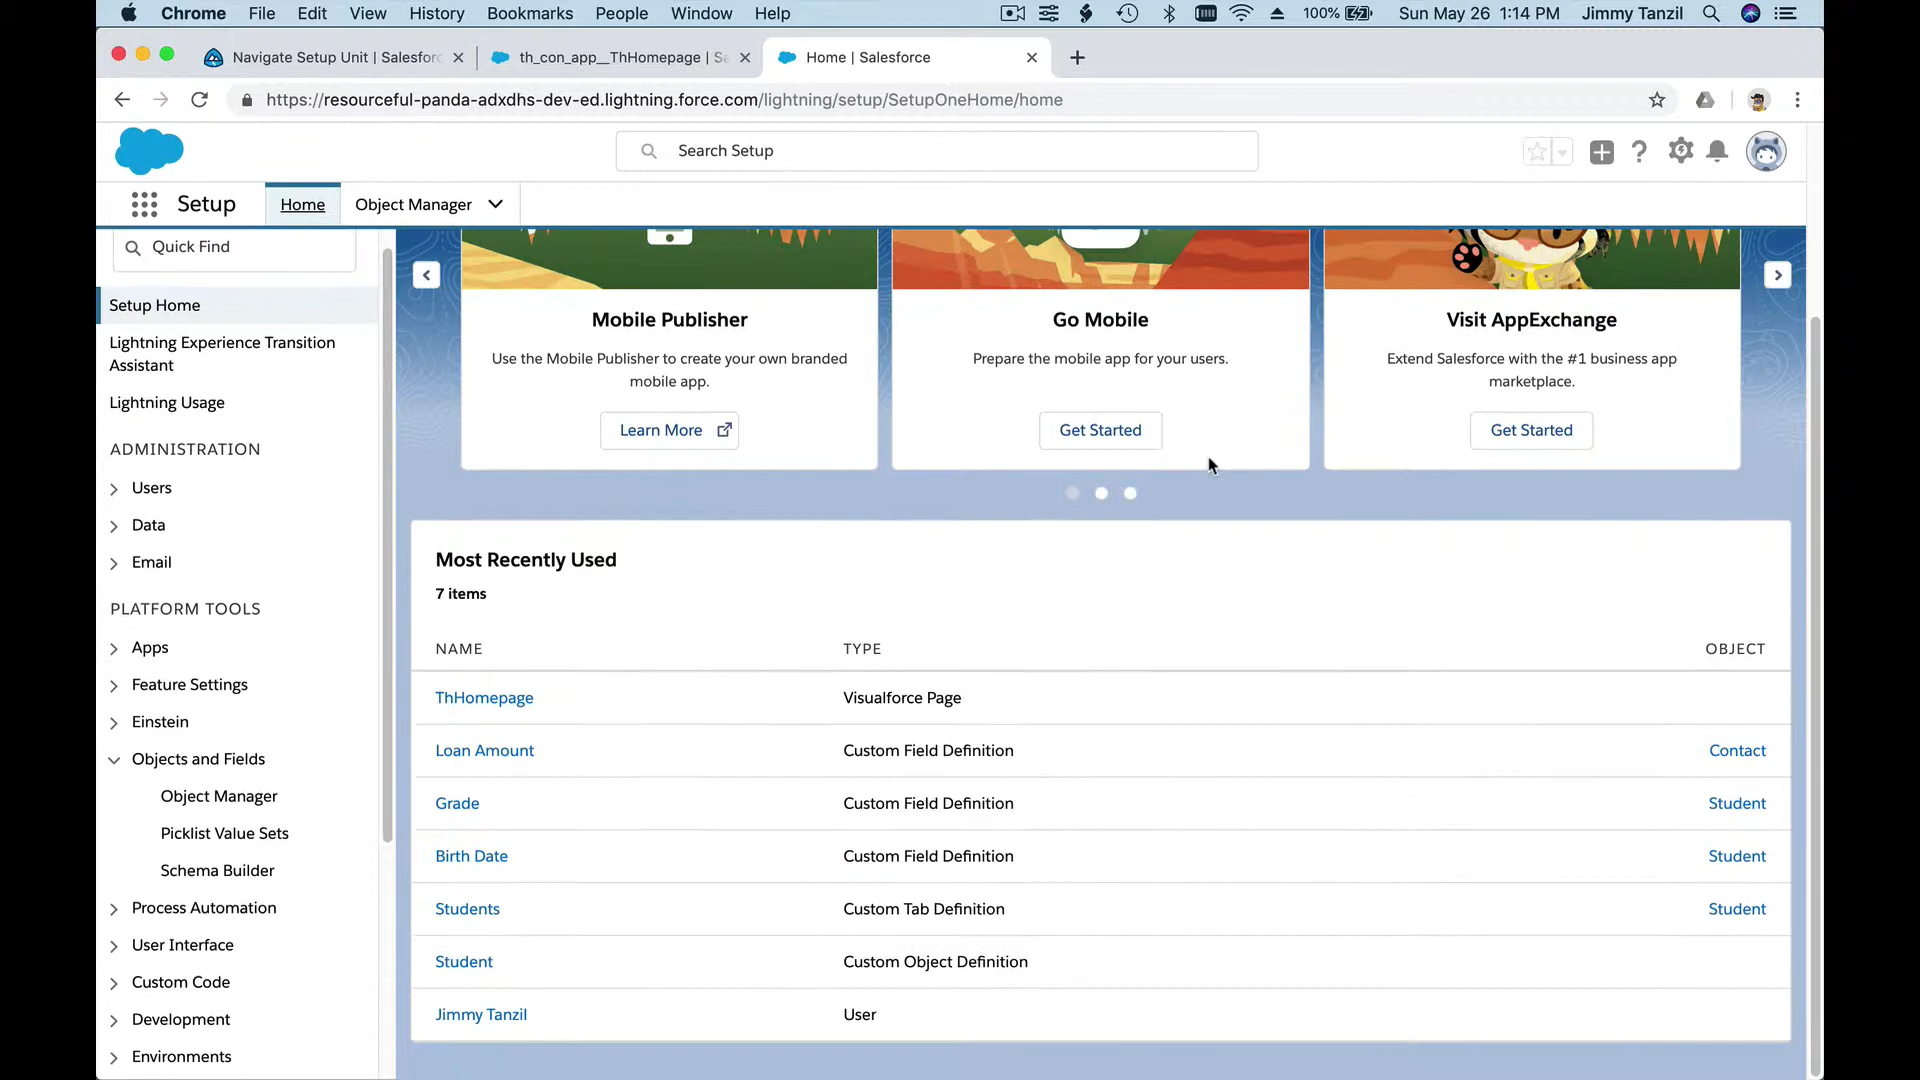 Chrome File Edit View History Bookmarks People Window Help 100% Sun May 26 1:14 PM Jimmy Tanzil
Navigate Setup Unit | Salesforc th_con_app__ThHomepage | Sa Home | Salesforce
https://resourceful-panda-adxdhs-dev-ed.lightning.force.com/lightning/setup/SetupOneHome/home
Search Setup
Setup Home Object Manager
Quick Find
Setup Home
Lightning Experience Transition
Assistant
Lightning Usage
ADMINISTRATION
Users
Data
Email
PLATFORM TOOLS
Apps
Feature Settings
Einstein
Objects and Fields
Object Manager
Picklist Value Sets
Schema Builder
Process Automation
User Interface
Custom Code
Development
Environments
Mobile Publisher
Use the Mobile Publisher to create your own branded
mobile app.
Learn More
Go Mobile
Prepare the mobile app for your users.
Get Started
Visit AppExchange
Extend Salesforce with the #1 business app
marketplace.
Get Started
Most Recently Used
7 items
NAME TYPE OBJECT
ThHomepage Visualforce Page
Loan Amount Custom Field Definition Contact
Grade Custom Field Definition Student
Birth Date Custom Field Definition Student
Students Custom Tab Definition Student
Student Custom Object Definition
Jimmy Tanzil User